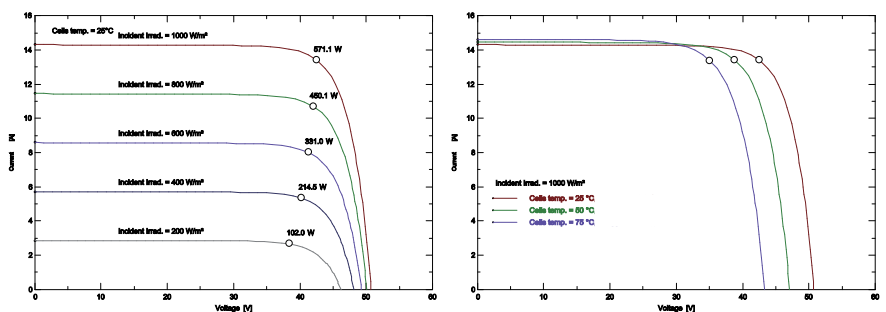 Cells temp. = 25°C
Incident Irrad. = 1000 W/m²
571.1 W
Incident Irrad. = 800 W/m²
450.1 W
Incident Irrad. = 600 W/m²
331.0 W
Incident Irrad. = 400 W/m²
214.5 W
Incident Irrad. = 200 W/m²
102.0 W
16
14
12
10
8
6
4
2
0
Current [A]
0 10 20 30 40 50 60
Voltage [V]
16
14
12
10
8
6
4
2
0
Current [A]
Incident Irrad. = 1000 W/m²
Cells temp. = 25 °C
Cells temp. = 50 °C
Cells temp. = 75 °C
0 10 20 30 40 50 60
Voltage [V]